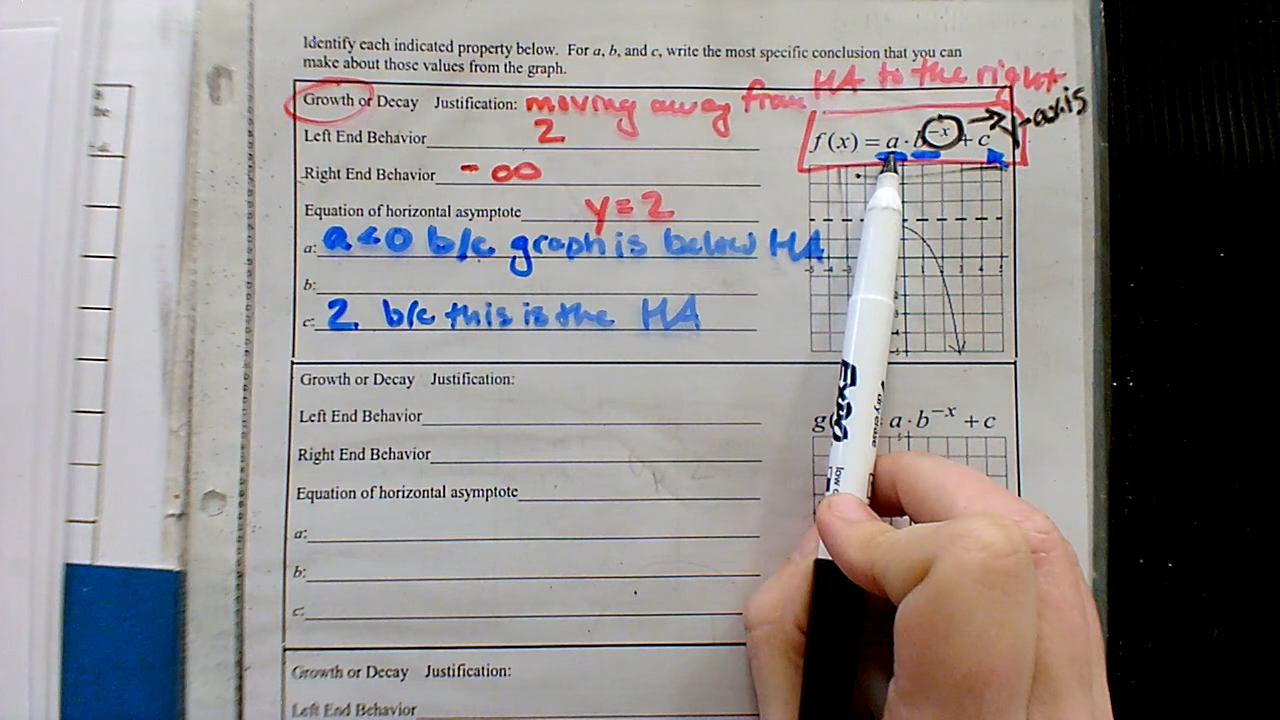 Identify each indicated property below. For a, b, and c, write the most specific conclusion that you can
make about those values from the graph.
Growth or Decay Justification: moving away from HA to the right
Left End Behavior 2
f(x) = a · b^-x + c
y-axis
Right End Behavior -∞
Equation of horizontal asymptote y = 2
a: a < 0 b/c graph is below HA
b:
c: 2 b/c this is the HA
Growth or Decay Justification:
Left End Behavior
g( a · b^-x + c
Right End Behavior
Equation of horizontal asymptote
a:
b:
c:
Growth or Decay Justification:
Left End Behavior
EXPO
dry erase
low